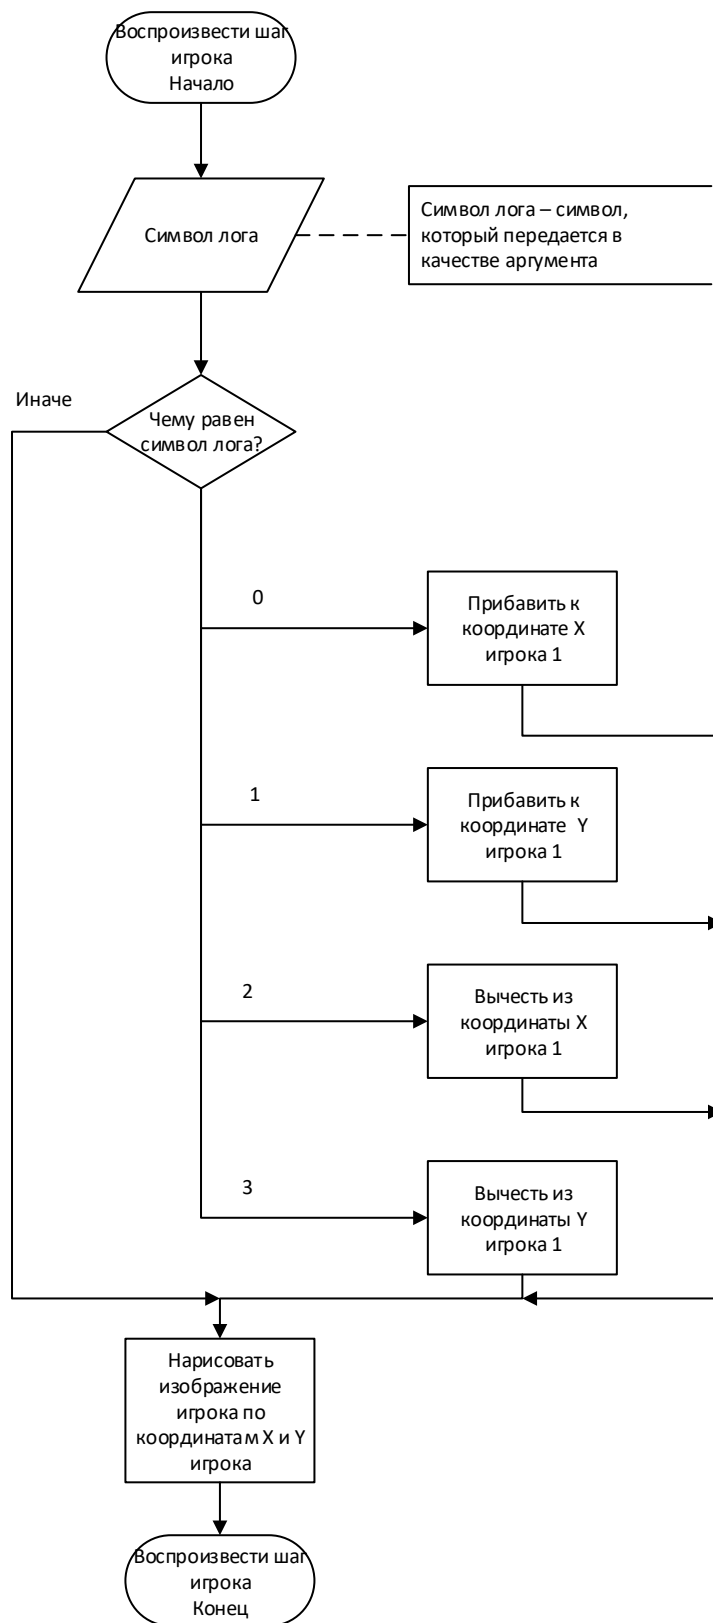 Воспроизвести шаг
игрока
Начало
Символ лога
Символ лога – символ,
который передается в
качестве аргумента
Иначе
Чему равен
символ лога?
0
Прибавить к
координате X
игрока 1
1
Прибавить к
координате Y
игрока 1
2
Вычесть из
координаты X
игрока 1
3
Вычесть из
координаты Y
игрока 1
Нарисовать
изображение
игрока по
координатам X и Y
игрока
Воспроизвести шаг
игрока
Конец